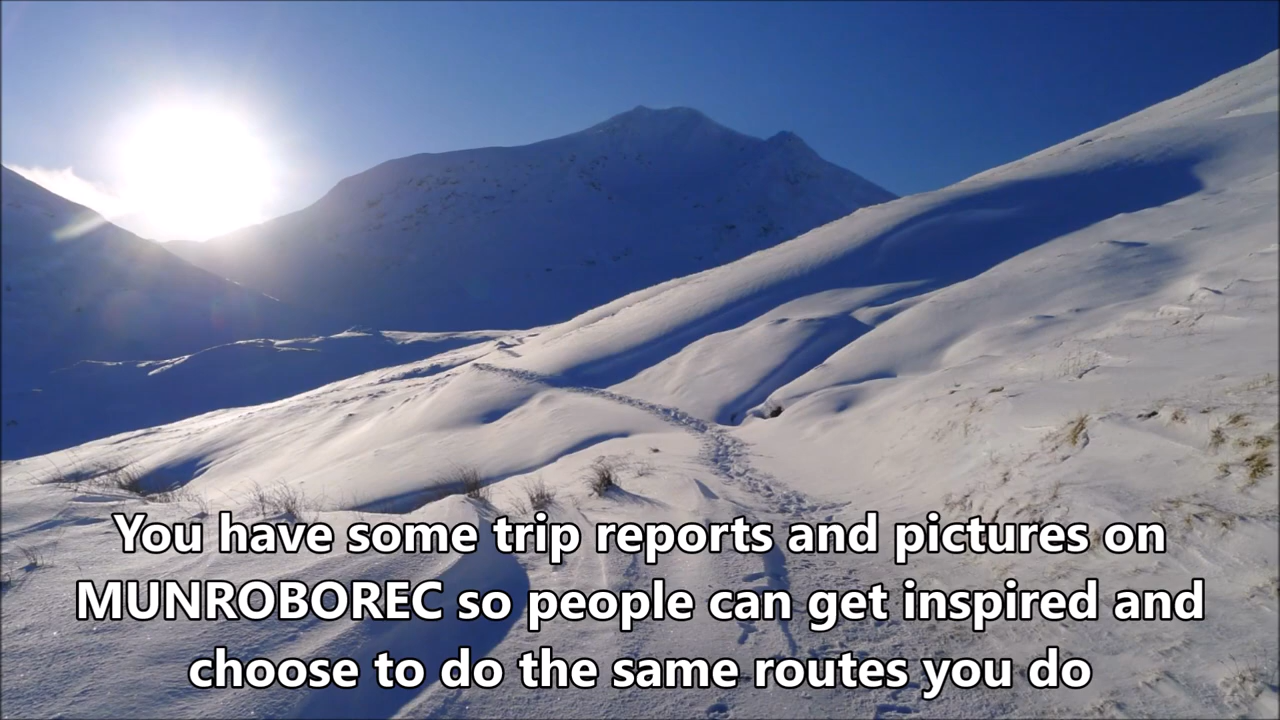 You have some trip reports and pictures on
MUNROBOREC so people can get inspired and
choose to do the same routes you do